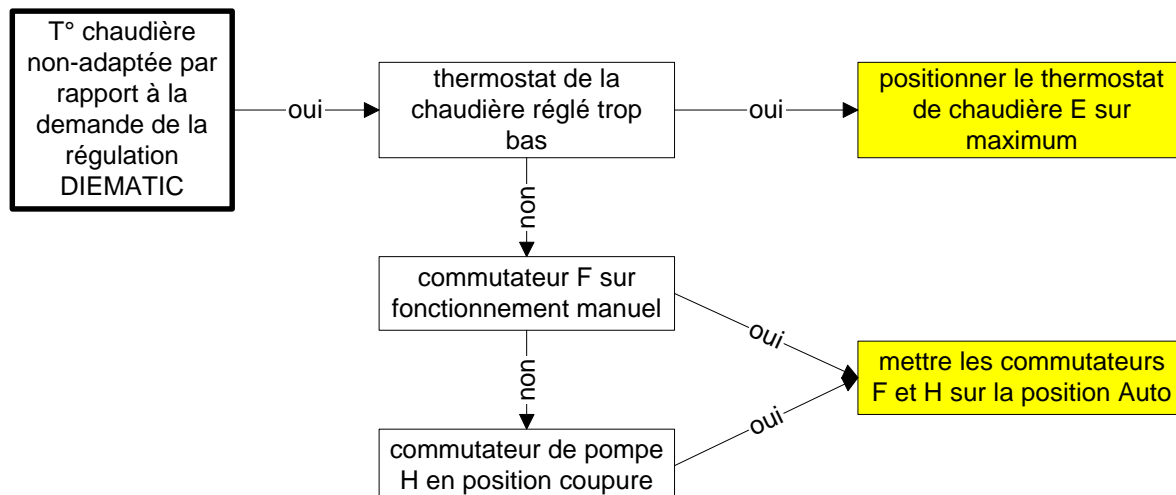 T° chaudière
non-adaptée par
rapport à la
demande de la
régulation
DIEMATIC
oui
thermostat de la
chaudière réglé trop
bas
oui
positionner le thermostat
de chaudière E sur
maximum
non
commutateur F sur
fonctionnement manuel
oui
mettre les commutateurs
F et H sur la position Auto
non
commutateur de pompe
H en position coupure
oui